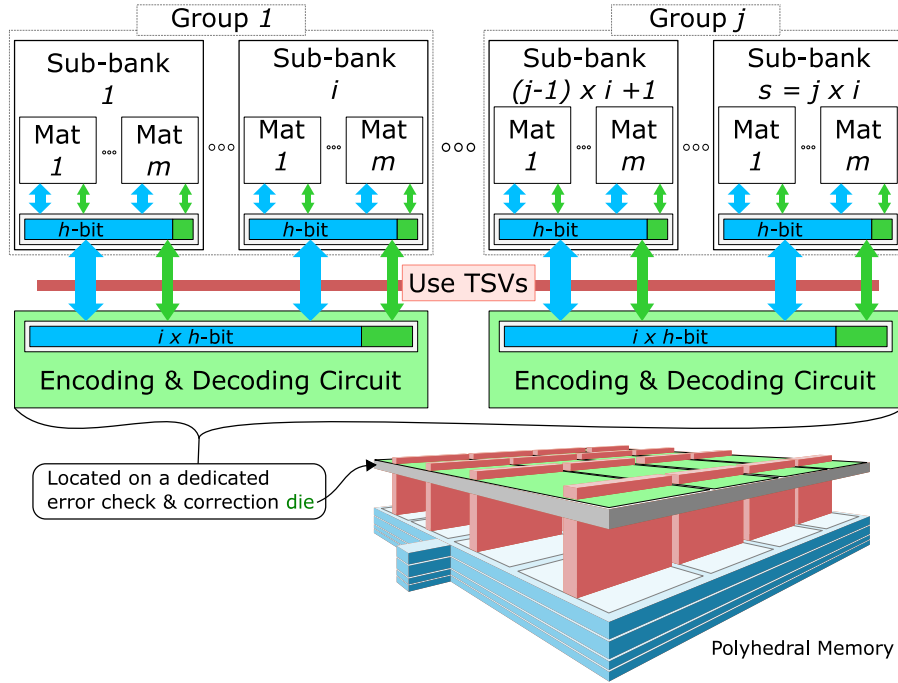 Group 1
Group j
Sub-bank
1
Sub-bank
i
Sub-bank
(j-1) x i +1
Sub-bank
s = j x i
Mat
1
Mat
m
Mat
1
Mat
m
Mat
1
Mat
m
Mat
1
Mat
m
h-bit
h-bit
h-bit
h-bit
Use TSVs
i x h-bit
i x h-bit
Encoding & Decoding Circuit
Encoding & Decoding Circuit
Located on a dedicated
error check & correction die
Polyhedral Memory